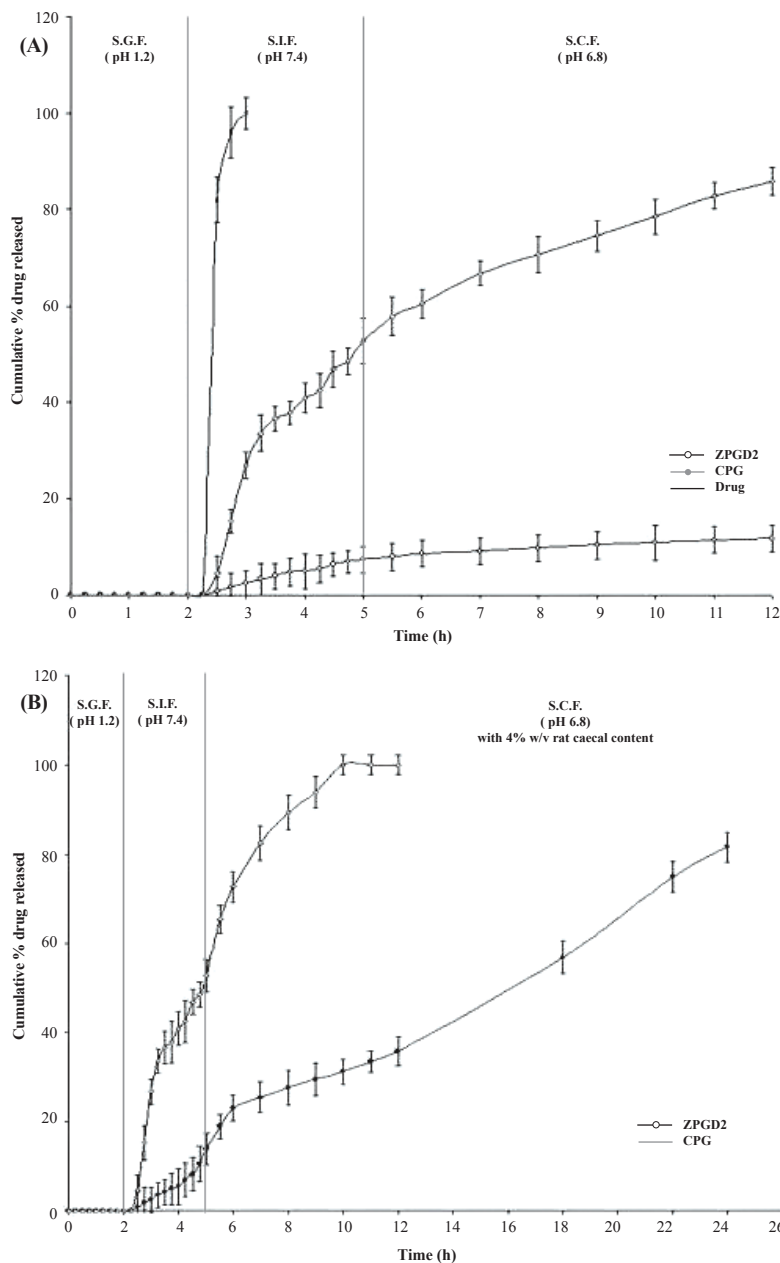 (A)
S.G.F.
( pH 1.2)
S.I.F.
( pH 7.4)
S.C.F.
( pH 6.8)
120
100
80
60
40
20
0
Cumulative % drug released
ZPGD2
CPG
Drug
0 1 2 3 4 5 6 7 8 9 10 11 12
Time (h)
(B)
S.G.F.
( pH 1.2)
S.I.F.
( pH 7.4)
S.C.F.
( pH 6.8)
with 4% w/v rat caecal content
120
100
80
60
40
20
0
Cumulative % drug released
ZPGD2
CPG
0 2 4 6 8 10 12 14 16 18 20 22 24 26
Time (h)